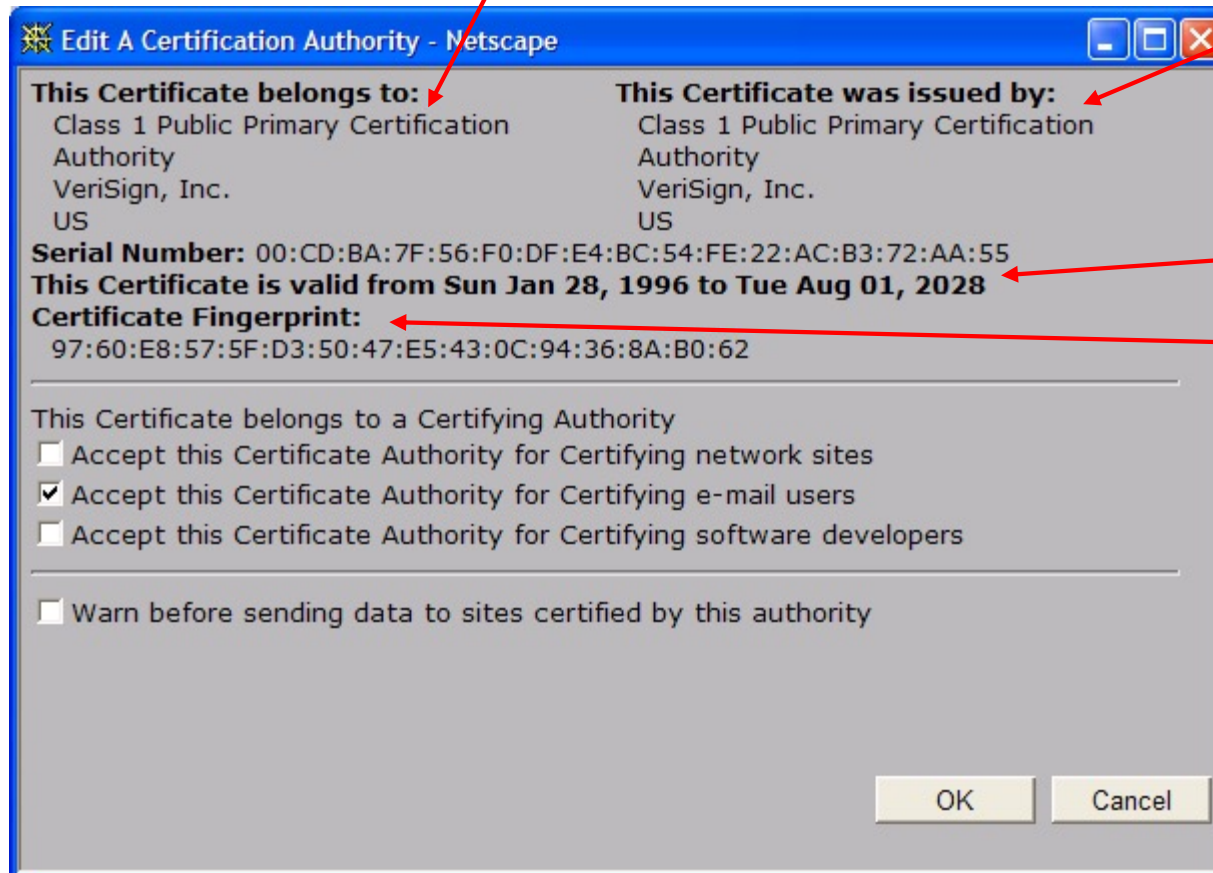 Edit A Certification Authority - Netscape
This Certificate belongs to: This Certificate was issued by:
Class 1 Public Primary Certification Class 1 Public Primary Certification
Authority Authority
VeriSign, Inc. VeriSign, Inc.
US US
Serial Number: 00:CD:BA:7F:56:F0:DF:E4:BC:54:FE:22:AC:B3:72:AA:55
This Certificate is valid from Sun Jan 28, 1996 to Tue Aug 01, 2028
Certificate Fingerprint:
97:60:E8:57:5F:D3:50:47:E5:43:0C:94:36:8A:B0:62
This Certificate belongs to a Certifying Authority
Accept this Certificate Authority for Certifying network sites
Accept this Certificate Authority for Certifying e-mail users
Accept this Certificate Authority for Certifying software developers
Warn before sending data to sites certified by this authority
OK Cancel